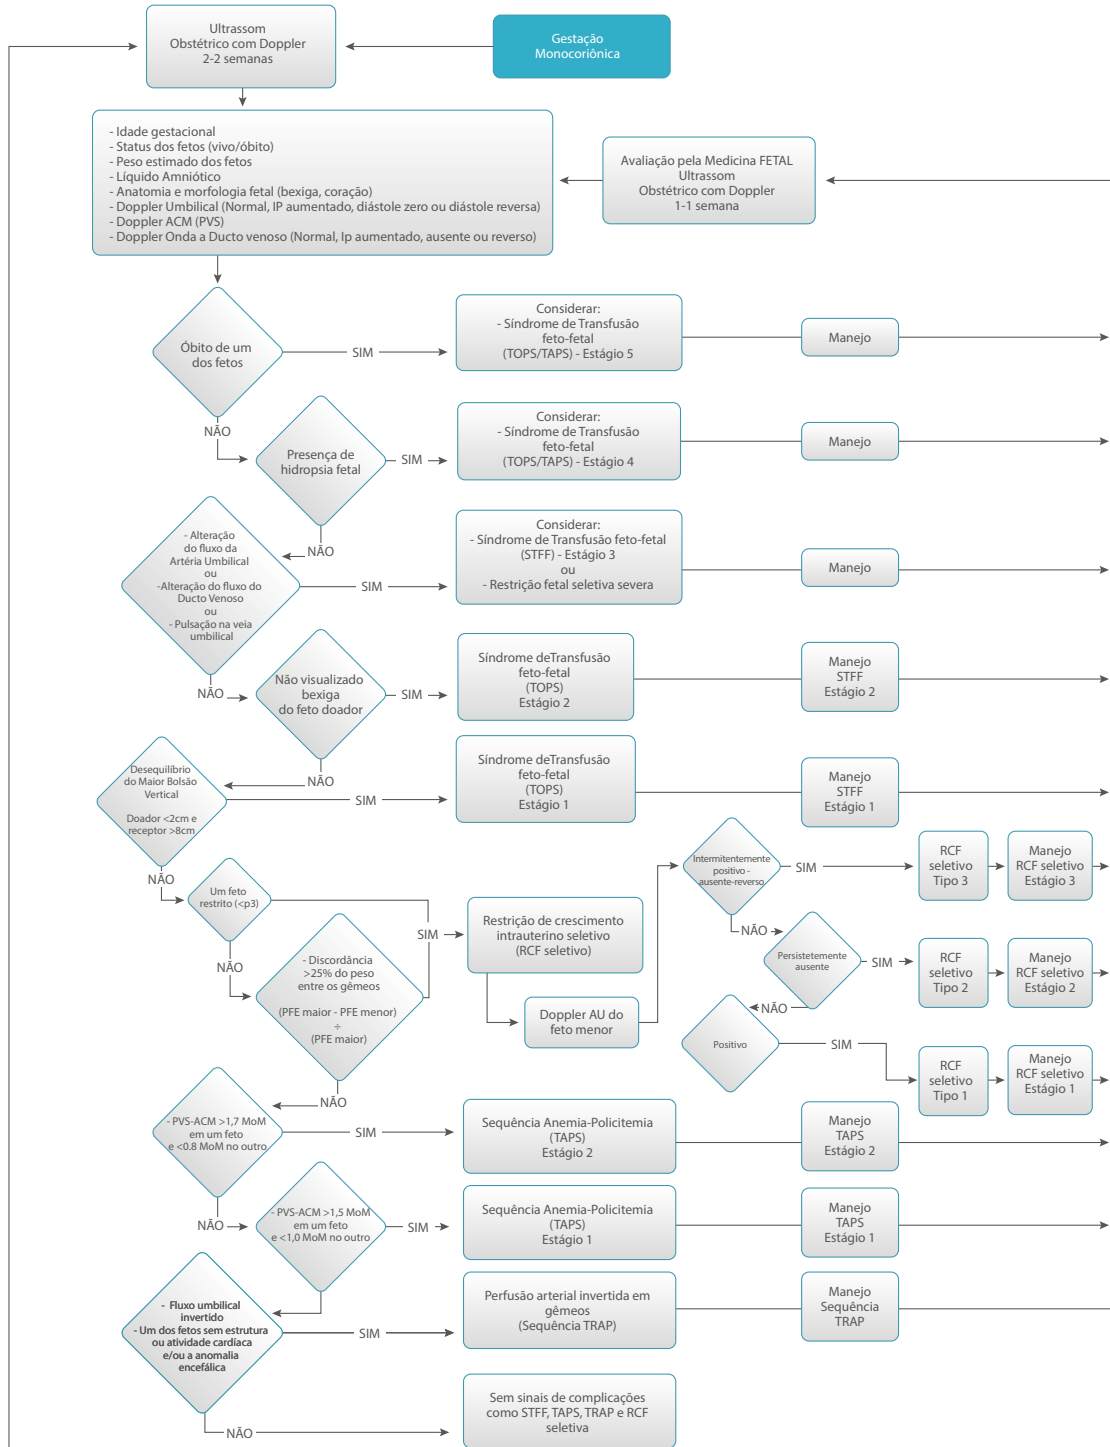 Ultrassom
Obstétrico com Doppler
2-2 semanas
Gestação
Monocoriônica
- Idade gestacional
- Status dos fetos (vivo/óbito)
- Peso estimado dos fetos
- Líquido Amniótico
- Anatomia e morfologia fetal (bexiga, coração)
- Doppler Umbilical (Normal, IP aumentado, diástole zero ou diástole reversa)
- Doppler ACM (PVS)
- Doppler Onda a Ducto venoso (Normal, Ip aumentado, ausente ou reverso)
Avaliação pela Medicina FETAL
Ultrassom
Obstétrico com Doppler
1-1 semana
Óbito de um
dos fetos
SIM
Considerar:
- Síndrome de Transfusão
feto-fetal
(TOPS/TAPS) - Estágio 5
Manejo
NÃO
Presença de
hidropsia fetal
SIM
Considerar:
- Síndrome de Transfusão
feto-fetal
(TOPS/TAPS) - Estágio 4
Manejo
NÃO
- Alteração
do fluxo da
Artéria Umbilical
ou
-Alteração do fluxo do
Ducto Venoso
ou
- Pulsação na veia
umbilical
SIM
Considerar:
- Síndrome de Transfusão feto-fetal
(STFF) - Estágio 3
ou
- Restrição fetal seletiva severa
Manejo
NÃO
Não visualizado
bexiga
do feto doador
SIM
Síndrome deTransfusão
feto-fetal
(TOPS)
Estágio 2
Manejo
STFF
Estágio 2
NÃO
Desequilíbrio
do Maior Bolsão
Vertical
Doador <2cm e
receptor >8cm
SIM
Síndrome deTransfusão
feto-fetal
(TOPS)
Estágio 1
Manejo
STFF
Estágio 1
NÃO
Um feto
restrito (<p3)
NÃO
- Discordância
>25% do peso
entre os gêmeos
(PFE maior - PFE menor)
÷
(PFE maior)
SIM
Restrição de crescimento
intrauterino seletivo
(RCF seletivo)
Doppler AU do
feto menor
Intermitentemente
positivo -
ausente-reverso
SIM
RCF
seletivo
Tipo 3
Manejo
RCF seletivo
Estágio 3
NÃO
Persistetemente
ausente
SIM
RCF
seletivo
Tipo 2
Manejo
RCF seletivo
Estágio 2
NÃO
Positivo
SIM
RCF
seletivo
Tipo 1
Manejo
RCF seletivo
Estágio 1
NÃO
- PVS-ACM >1,7 MoM
em um feto
e <0.8 MoM no outro
SIM
Sequência Anemia-Policitemia
(TAPS)
Estágio 2
Manejo
TAPS
Estágio 2
NÃO
- PVS-ACM >1,5 MoM
em um feto
e <1,0 MoM no outro
SIM
Sequência Anemia-Policitemia
(TAPS)
Estágio 1
Manejo
TAPS
Estágio 1
- Fluxo umbilical
invertido
- Um dos fetos sem estrutura
ou atividade cardíaca
e/ou a anomalia
encefálica
SIM
Perfusão arterial invertida em
gêmeos
(Sequência TRAP)
Manejo
Sequência
TRAP
NÃO
Sem sinais de complicações
como STFF, TAPS, TRAP e RCF
seletiva